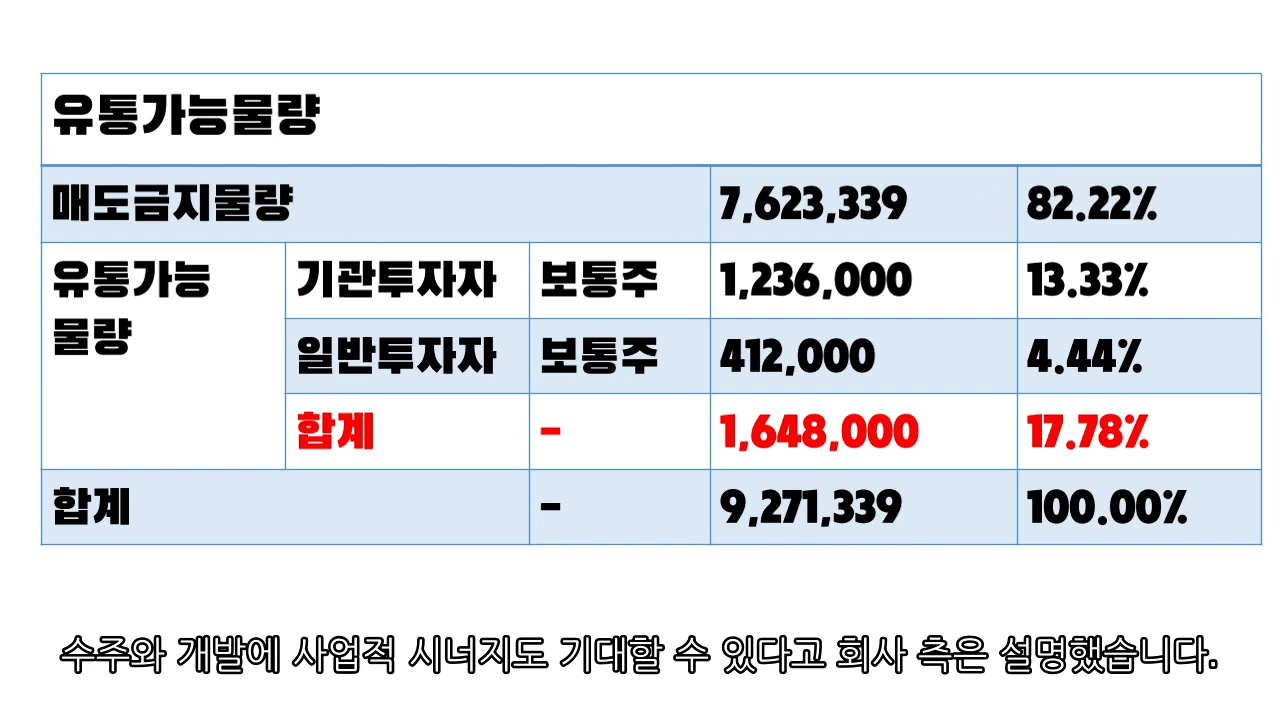 유통가능물량
매도금지물량 7,623,339 82.22%
유통가능 기관투자자 보통주 1,236,000 13.33%
물량
일반투자자 보통주 412,000 4.44%
합계 - 1,648,000 17.78%
합계 - 9,271,339 100.00%
수주와 개발에 사업적 시너지도 기대할 수 있다고 회사 측은 설명했습니다.